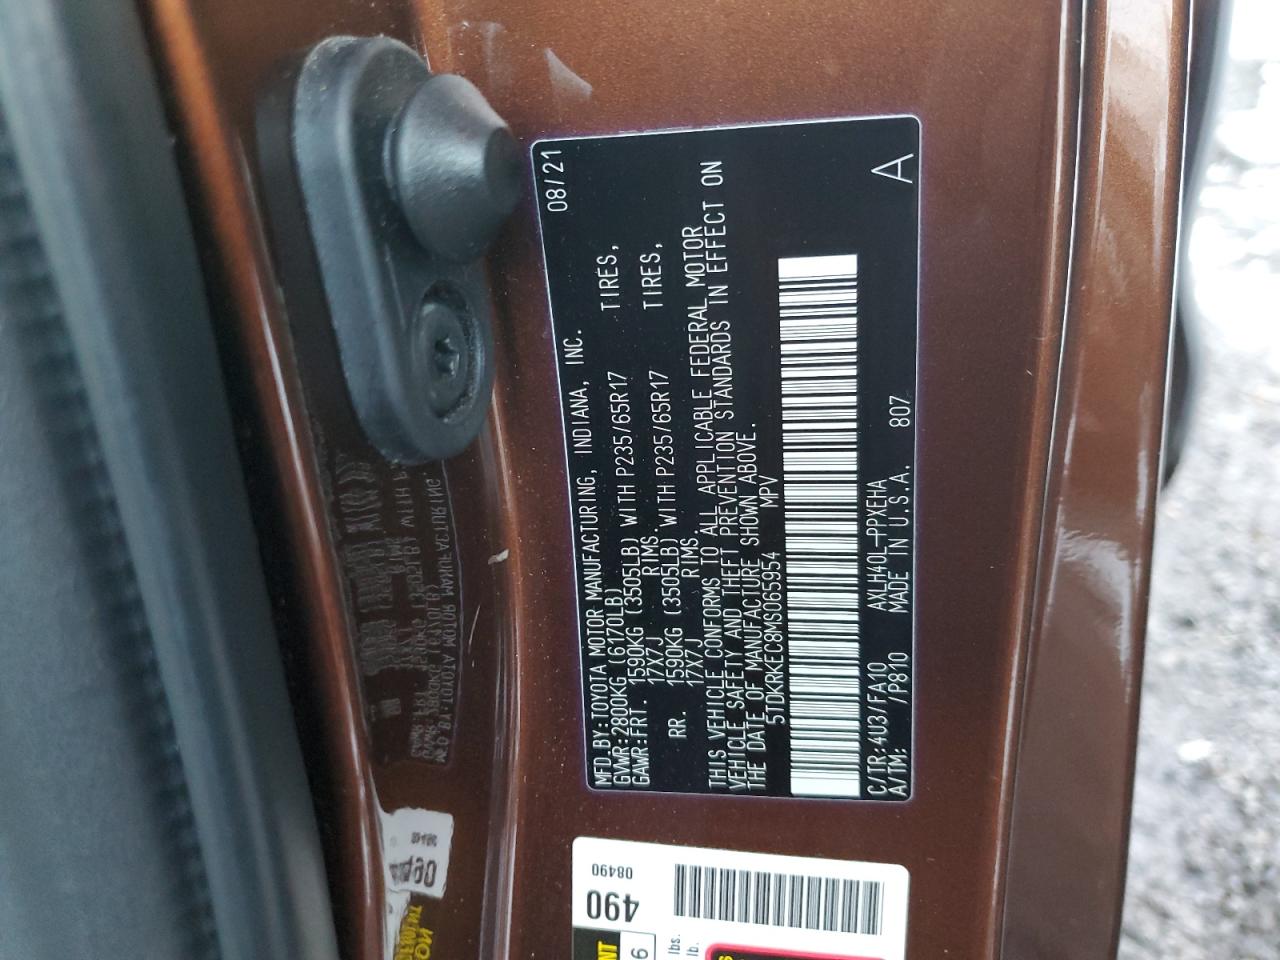 MFD.BY:TOYOTA MOTOR MANUFACTURING, INDIANA, INC. 08/21
GVWR:2800KG (6170LB)
GAWR:FRT. 1590KG (3505LB) WITH P235/65R17 TIRES,
17X7J RIMS.
RR. 1590KG (3505LB) WITH P235/65R17 TIRES,
17X7J RIMS.
THIS VEHICLE CONFORMS TO ALL APPLICABLE FEDERAL MOTOR
VEHICLE SAFETY AND THEFT PREVENTION STANDARDS IN EFFECT ON
THE DATE OF MANUFACTURE SHOWN ABOVE.
5TDKRKEC8MS065954 MPV
C/TR:4U3/FA10 AXLH40L-PPXEHA A
A/TM: /P810 MADE IN U.S.A. 807
490
08490
lbs.
lb.